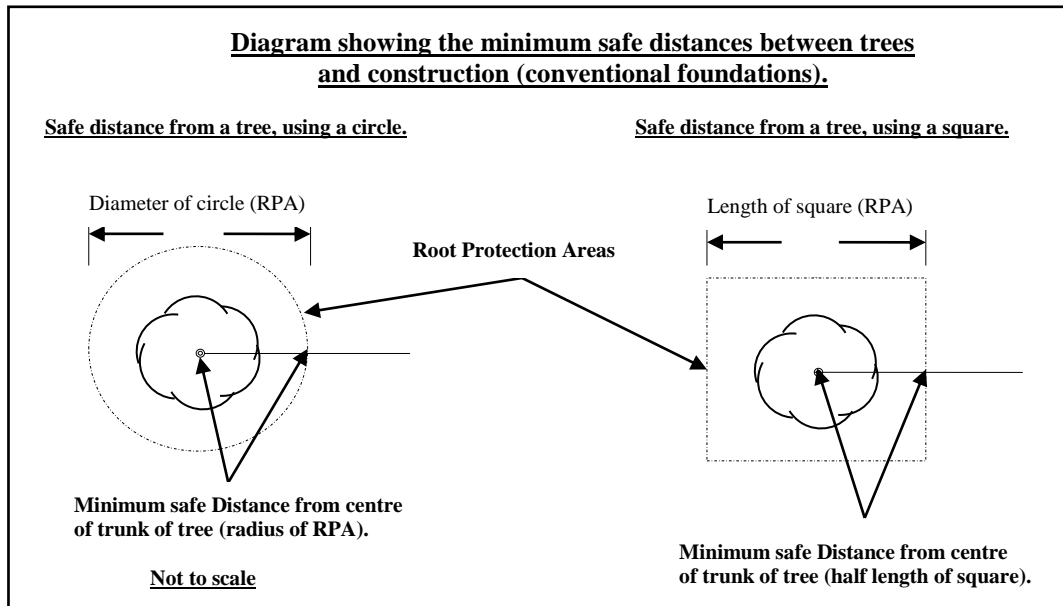 Diagram showing the minimum safe distances between trees
and construction (conventional foundations).
Safe distance from a tree, using a circle.
Safe distance from a tree, using a square.
Diameter of circle (RPA)
Length of square (RPA)
Root Protection Areas
Minimum safe Distance from centre
of trunk of tree (radius of RPA).
Minimum safe Distance from centre
of trunk of tree (half length of square).
Not to scale